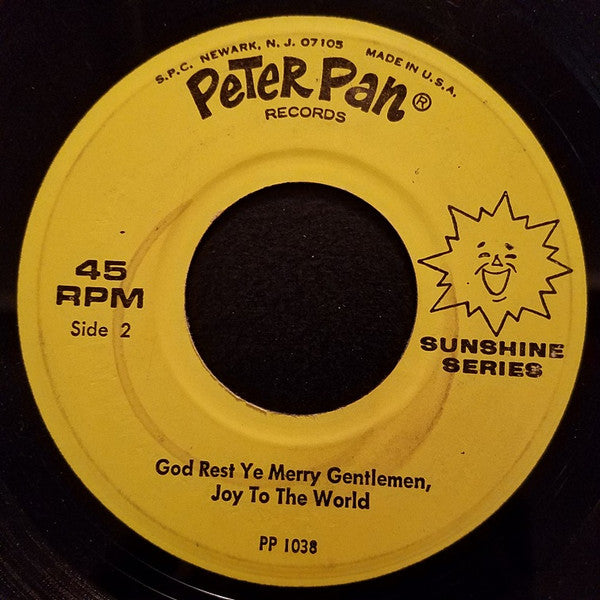 S.P.C. NEWARK, N. J. 07105 MADE IN U.S.A.
PETER PAN®
RECORDS
45
RPM
Side 2
SUNSHINE
SERIES
God Rest Ye Merry Gentlemen,
Joy To The World
PP 1038